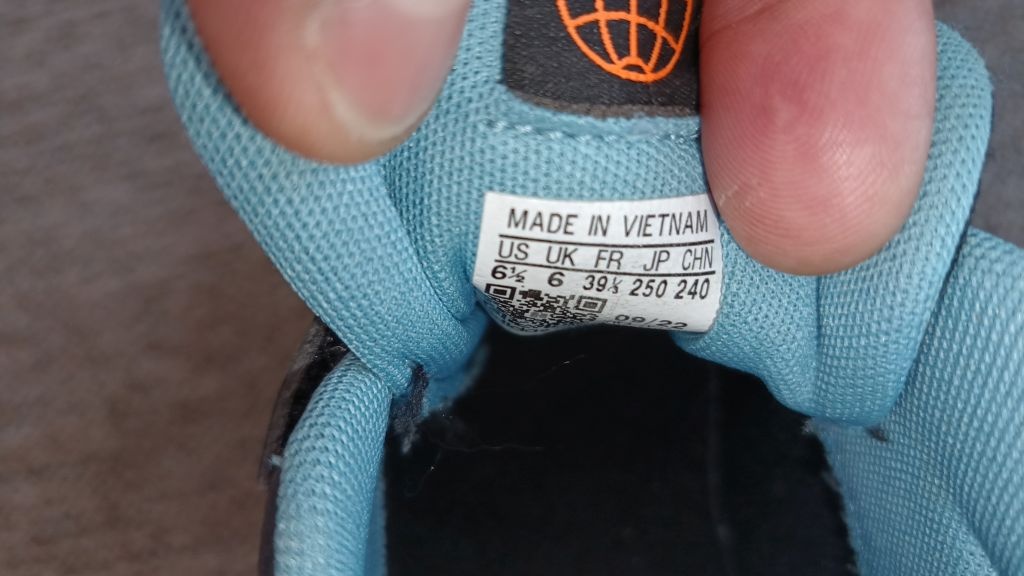 MADE IN VIETNAM
US UK FR JP CHN
6½ 6 39⅓ 250 240
09/22